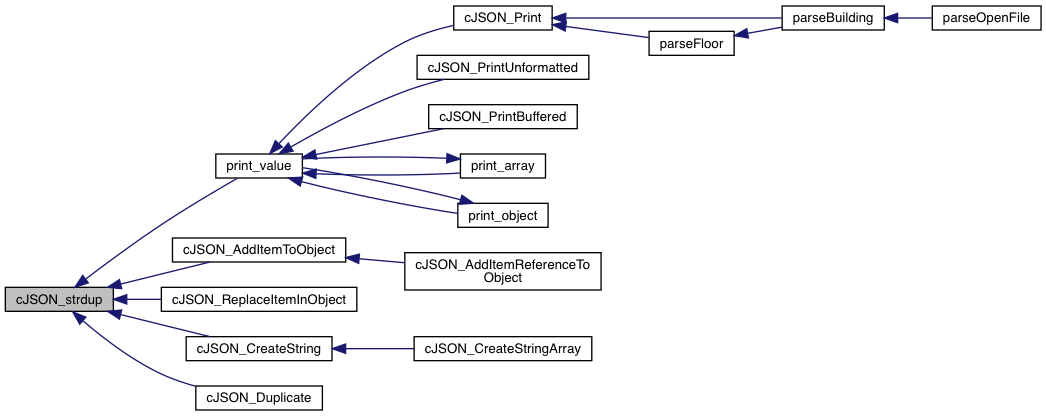 cJSON_Print
parseBuilding
parseOpenFile
parseFloor
cJSON_PrintUnformatted
cJSON_PrintBuffered
print_value
print_array
print_object
cJSON_AddItemToObject
cJSON_AddItemReferenceTo
Object
cJSON_strdup
cJSON_ReplaceItemInObject
cJSON_CreateString
cJSON_CreateStringArray
cJSON_Duplicate